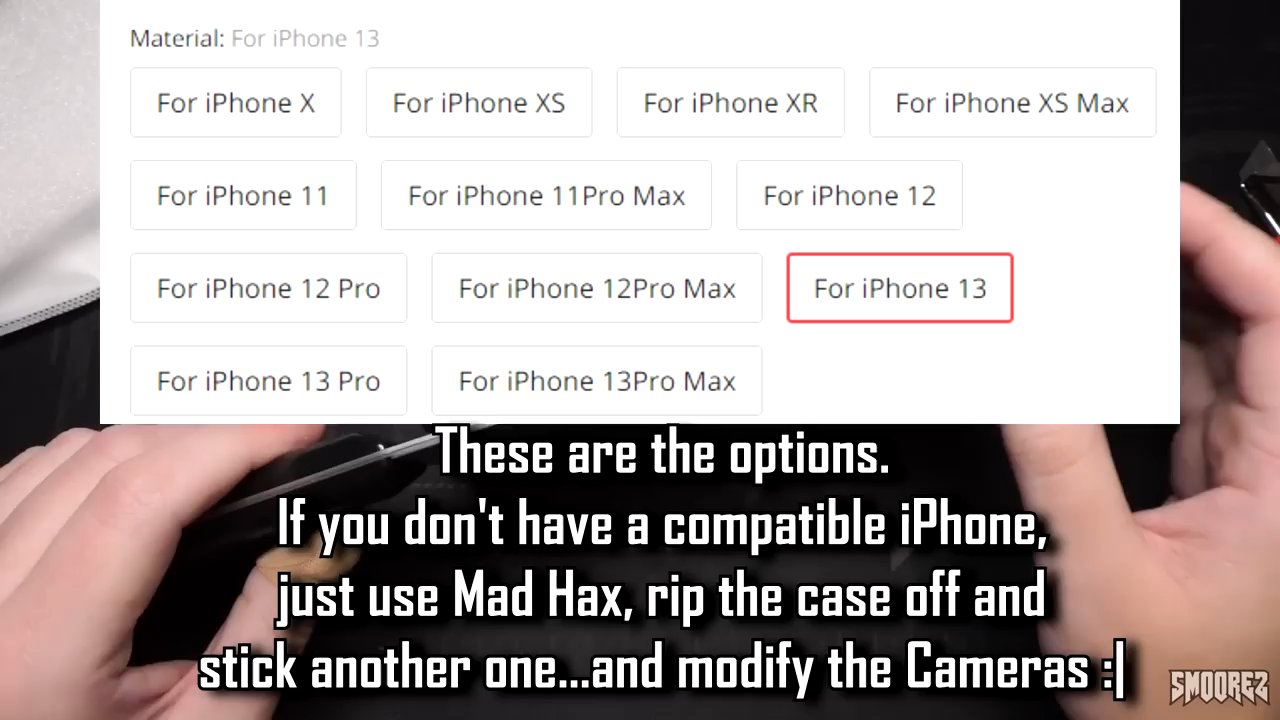 Material: For iPhone 13
For iPhone X For iPhone XS For iPhone XR For iPhone XS Max
For iPhone 11 For iPhone 11Pro Max For iPhone 12
For iPhone 12 Pro For iPhone 12Pro Max For iPhone 13
For iPhone 13 Pro For iPhone 13Pro Max
These are the options.
If you don't have a compatible iPhone,
just use Mad Hax, rip the case off and
stick another one...and modify the Cameras :|
SMOOREZ